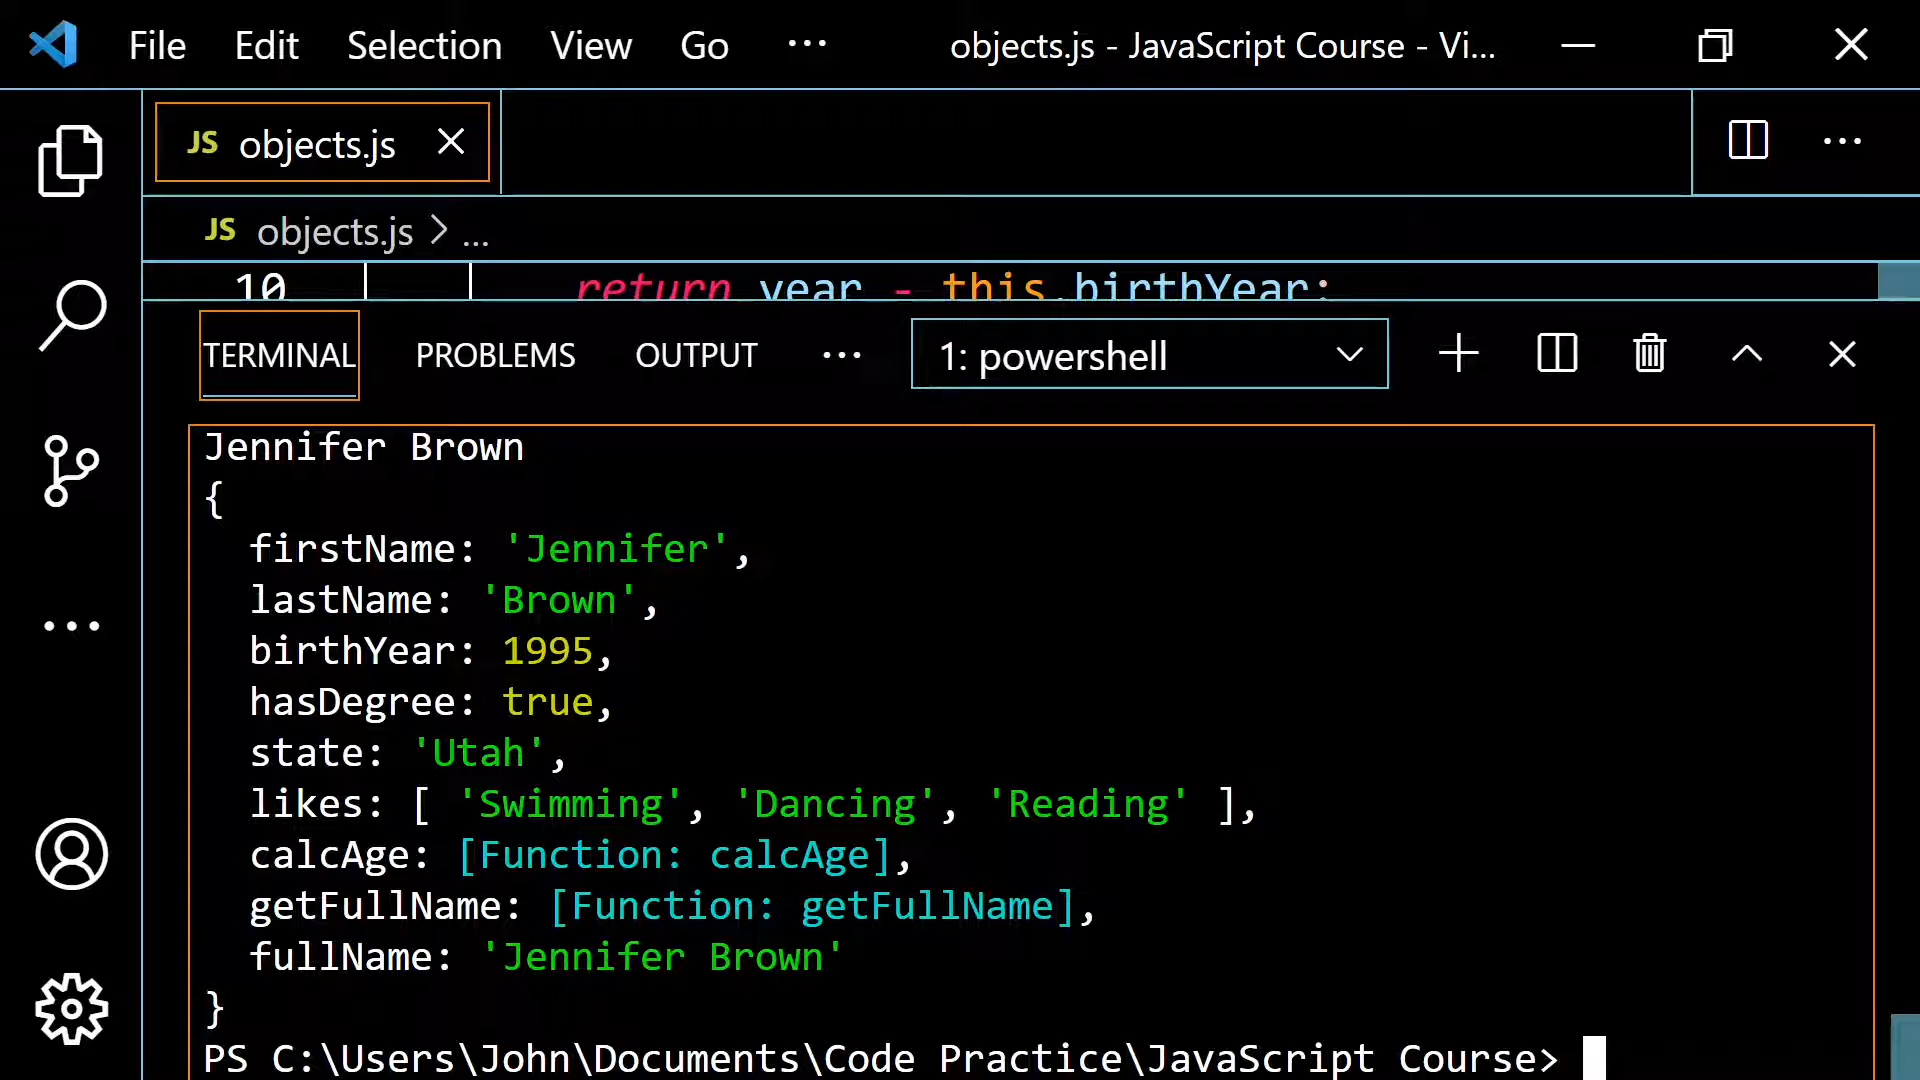 File Edit Selection View Go ... objects.js - JavaScript Course - Vi...
JS objects.js
JS objects.js > ...
10 return year - this.birthYear;
TERMINAL PROBLEMS OUTPUT ... 1: powershell
Jennifer Brown
{
  firstName: 'Jennifer',
  lastName: 'Brown',
  birthYear: 1995,
  hasDegree: true,
  state: 'Utah',
  likes: [ 'Swimming', 'Dancing', 'Reading' ],
  calcAge: [Function: calcAge],
  getFullName: [Function: getFullName],
  fullName: 'Jennifer Brown'
}
PS C:\Users\John\Documents\Code Practice\JavaScript Course>